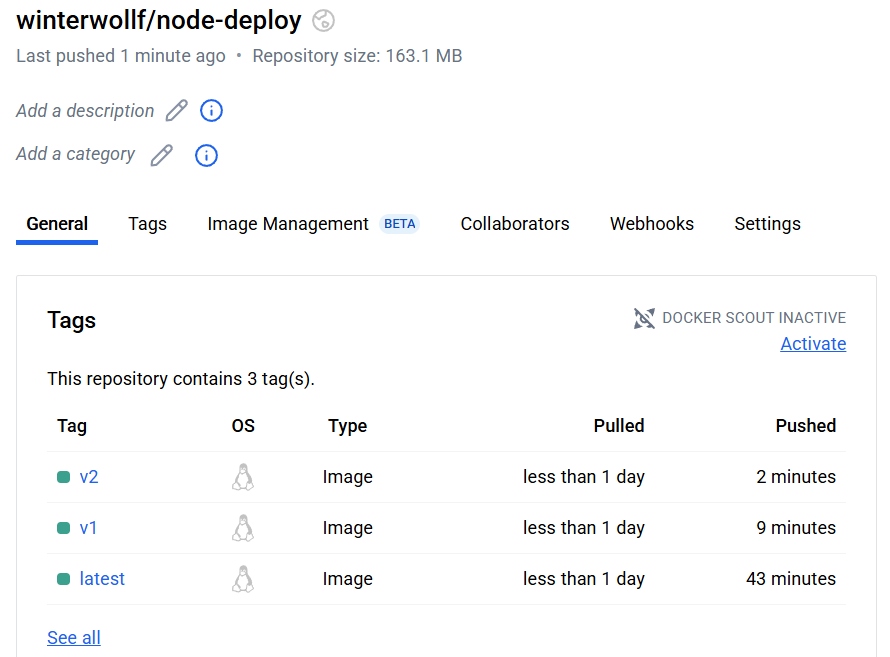 winterwollf/node-deploy
Last pushed 1 minute ago • Repository size: 163.1 MB
Add a description
Add a category
General Tags Image Management BETA Collaborators Webhooks Settings
Tags
DOCKER SCOUT INACTIVE
Activate
This repository contains 3 tag(s).
Tag OS Type Pulled Pushed
v2 Image less than 1 day 2 minutes
v1 Image less than 1 day 9 minutes
latest Image less than 1 day 43 minutes
See all